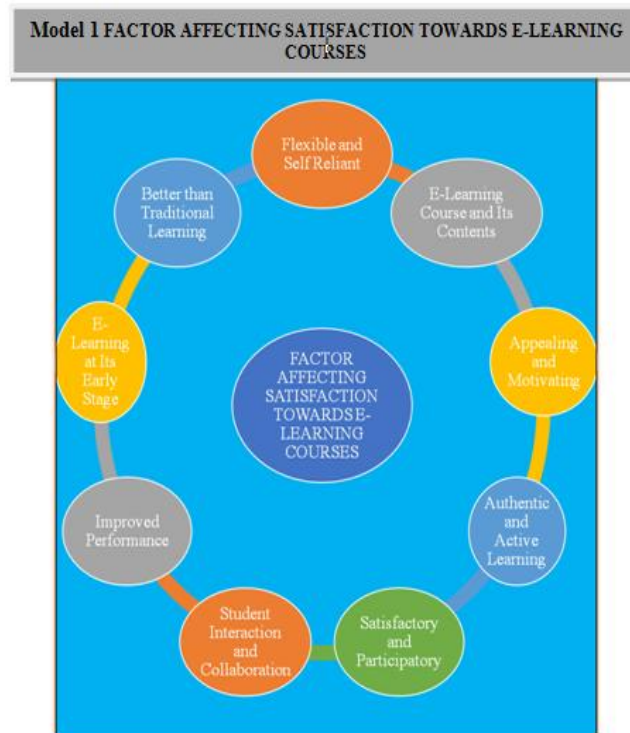 Model 1 FACTOR AFFECTING SATISFACTION TOWARDS E-LEARNING
COURSES
Flexible and
Self Reliant
E-Learning
Course and Its
Contents
Appealing
and
Motivating
Authentic
and
Active
Learning
Satisfactory
and
Participatory
Student
Interaction
and
Collaboration
Improved
Performance
E-
Learning
at Its
Early
Stage
Better than
Traditional
Learning
FACTOR
AFFECTING
SATISFACTION
TOWARDS E-
LEARNING
COURSES